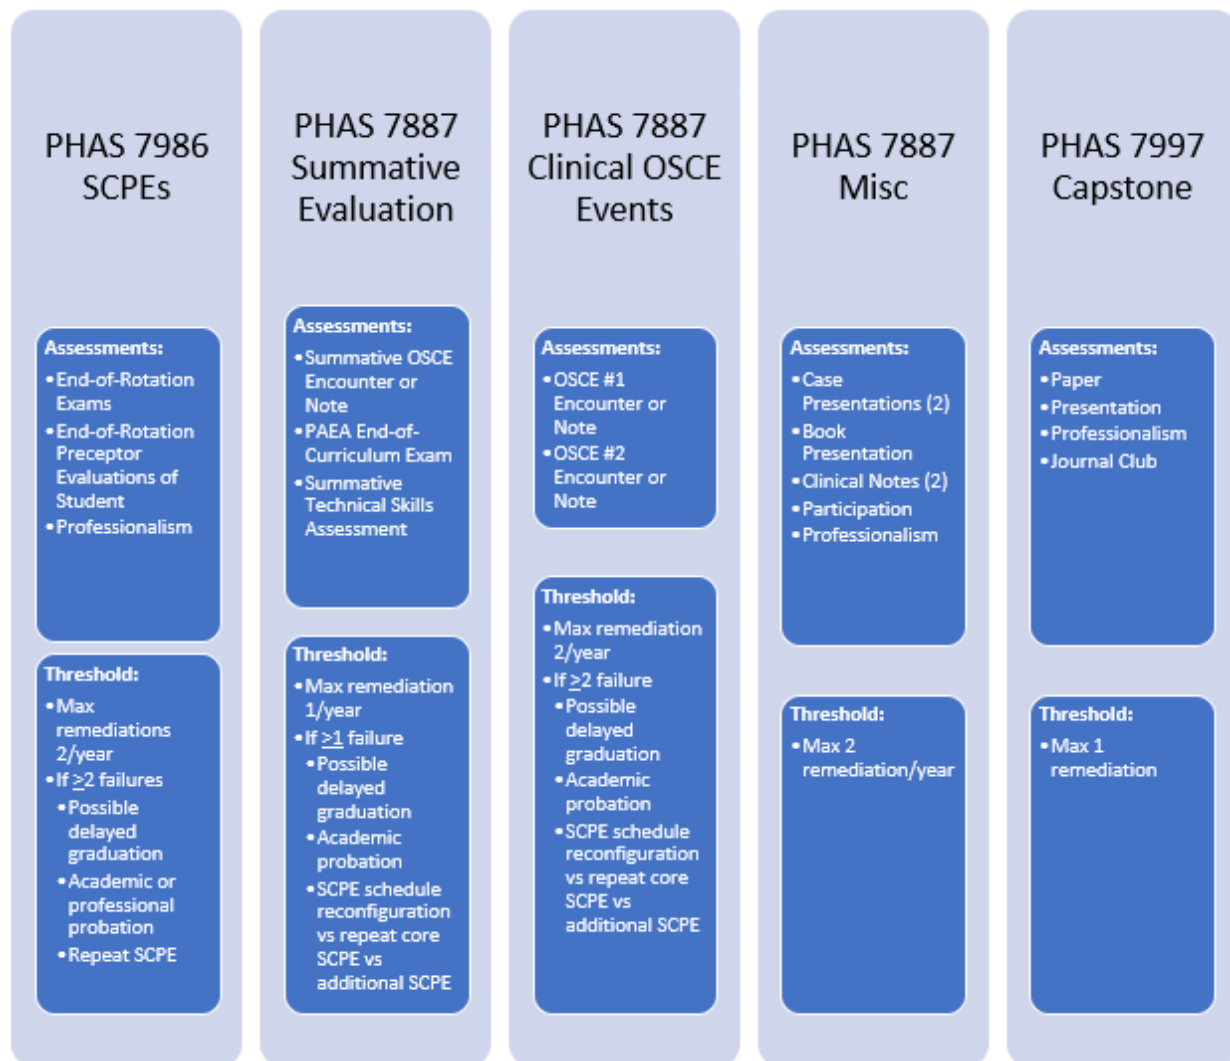 PHAS 7986
SCPEs
Assessments:
•End-of-Rotation
Exams
•End-of-Rotation
Preceptor
Evaluations of
Student
•Professionalism
Threshold:
•Max
remediations
2/year
•If ≥2 failures
•Possible
delayed
graduation
•Academic or
professional
probation
•Repeat SCPE
PHAS 7887
Summative
Evaluation
Assessments:
•Summative OSCE
Encounter or
Note
•PAEA End-of-
Curriculum Exam
•Summative
Technical Skills
Assessment
Threshold:
•Max remediation
1/year
•If ≥1 failure
•Possible
delayed
graduation
•Academic
probation
•SCPE schedule
reconfiguration
vs repeat core
SCPE vs
additional SCPE
PHAS 7887
Clinical OSCE
Events
Assessments:
•OSCE #1
Encounter or
Note
•OSCE #2
Encounter or
Note
Threshold:
•Max remediation
2/year
•If ≥2 failure
•Possible
delayed
graduation
•Academic
probation
•SCPE schedule
reconfiguration
vs repeat core
SCPE vs
additional SCPE
PHAS 7887
Misc
Assessments:
•Case
Presentations (2)
•Book
Presentation
•Clinical Notes (2)
•Participation
•Professionalism
Threshold:
•Max 2
remediation/year
PHAS 7997
Capstone
Assessments:
•Paper
•Presentation
•Professionalism
•Journal Club
Threshold:
•Max 1
remediation